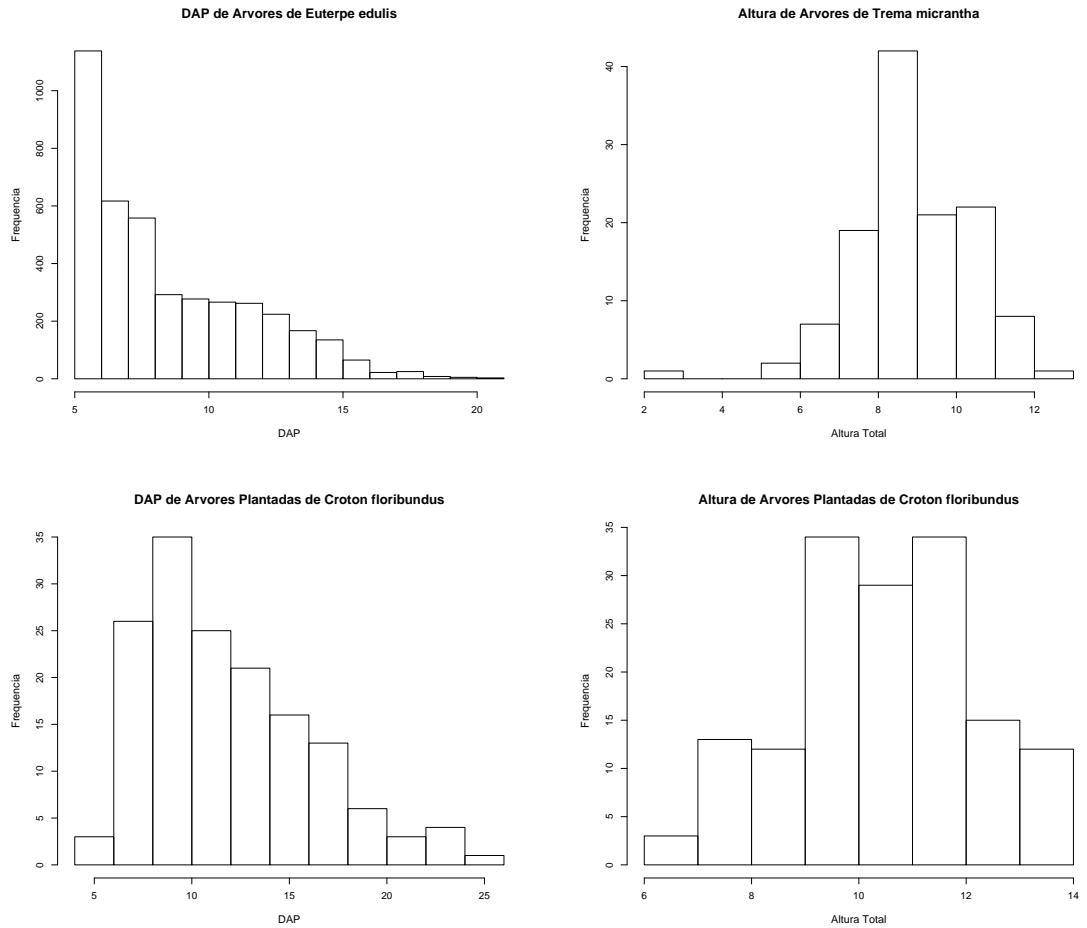 DAP de Arvores de Euterpe edulis
Frequencia
0 200 400 600 800 1000
5 10 15 20
DAP
Altura de Arvores de Trema micrantha
Frequencia
0 10 20 30 40
2 4 6 8 10 12
Altura Total
DAP de Arvores Plantadas de Croton floribundus
Frequencia
0 5 10 15 20 25 30 35
5 10 15 20 25
DAP
Altura de Arvores Plantadas de Croton floribundus
Frequencia
0 5 10 15 20 25 30 35
6 8 10 12 14
Altura Total